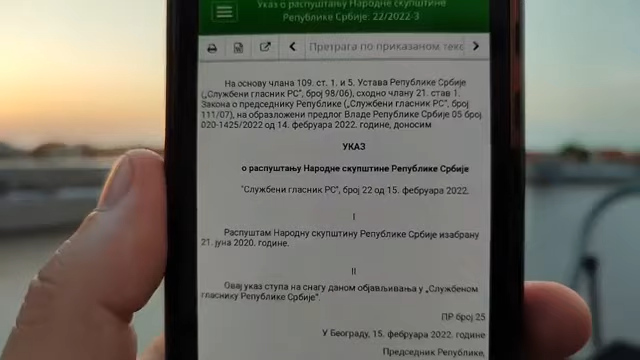 Указ о распуштању Народне скупштине
Републике Србије: 22/2022-3
Претрага по приказаном текс
На основу члана 109. ст. 1. и 5. Устава Републике Србије
(„Службени гласник РС”, број 98/06), сходно члану 21. став 1.
Закона о председнику Републике („Службени гласник РС”, број
111/07), на образложени предлог Владе Републике Србије 05 број
020-1425/2022 од 14. фебруара 2022. године, доносим
УКАЗ
о распуштању Народне скупштине Републике Србије
"Службени гласник РС", број 22 од 15. фебруара 2022.
I
Распуштам Народну скупштину Републике Србије изабрану
21. јуна 2020. године.
II
Овај указ ступа на снагу даном објављивања у „Службеном
гласнику Републике Србије”.
ПР број 25
У Београду, 15. фебруара 2022. године
Председник Републике,